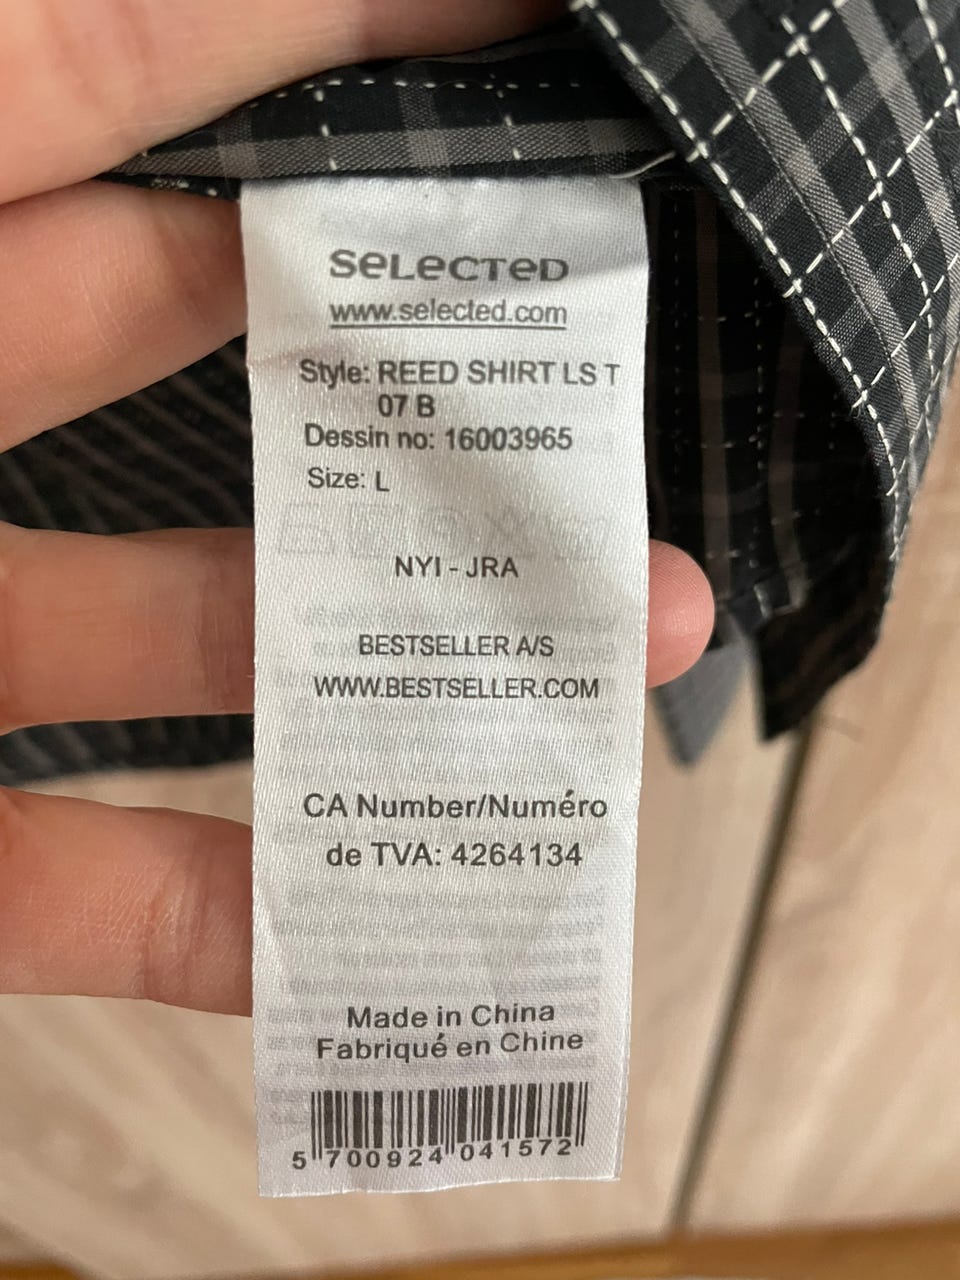 SELECTED
www.selected.com
Style: REED SHIRT LS T
07 B
Dessin no: 16003965
Size: L
NYI - JRA
BESTSELLER A/S
WWW.BESTSELLER.COM
CA Number/Numéro
de TVA: 4264134
Made in China
Fabriqué en Chine
5 700924 041572